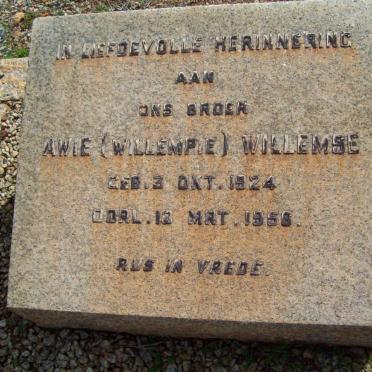 IN LIEFDEVOLLE HERINNERING
AAN
ONS BROER
AWIE (WILLEMPIE) WILLEMSE
GEB. 3 OKT. 1924
OORL. 12 MRT. 1956.
RUS IN VREDE.